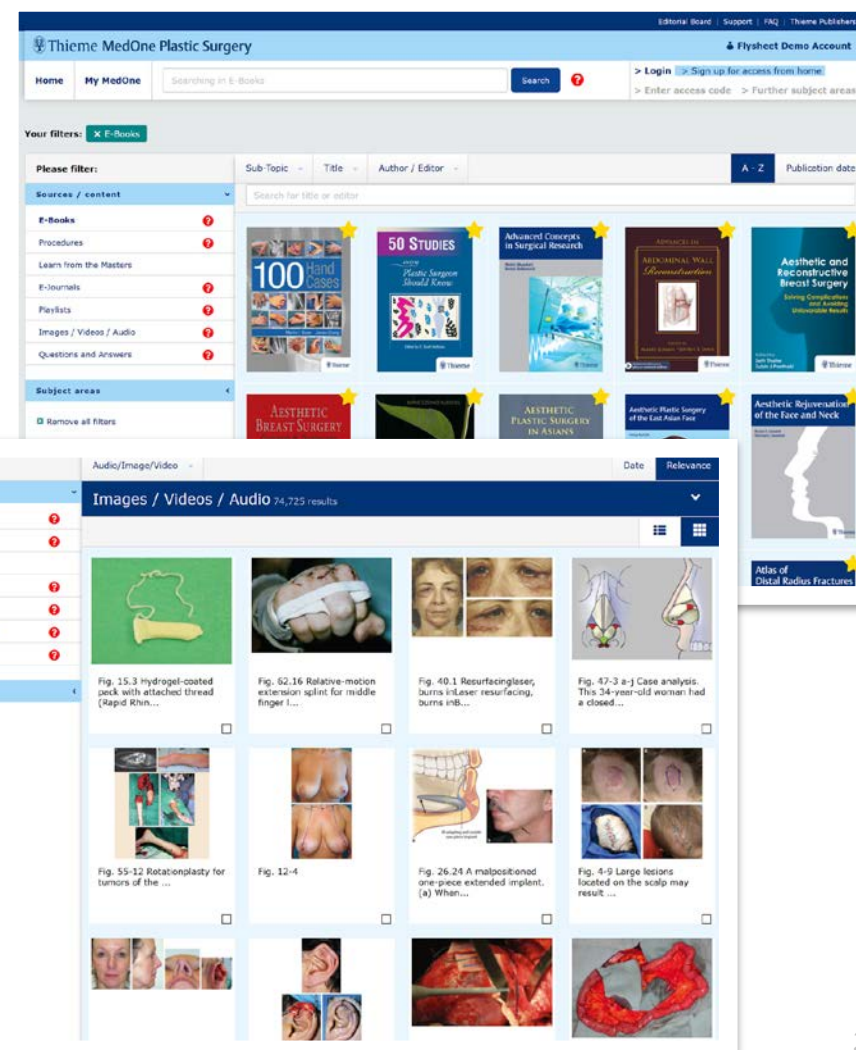 Editorial Board | Support | FAQ | Thieme Publishers
Thieme MedOne Plastic Surgery
Flysheet Demo Account
Home
My MedOne
Searching in E-Books
Search
?
> Login
> Sign up for access from home
> Enter access code
> Further subject areas
Your filters:
X E-Books
Please filter:
Sub-Topic
Title
Author / Editor
A - Z
Publication date
Sources / content
Search for title or editor
E-Books
?
Procedures
?
Learn from the Masters
E-Journals
?
Playlists
?
Images / Videos / Audio
?
Questions and Answers
?
Subject areas
Remove all filters
100 Hand
Cases
Thieme
50 STUDIES
Plastic Surgeon
Should Know
Thieme
Advanced Concepts
in Surgical Research
Thieme
ADVANCES IN
ABDOMINAL WALL
Reconstruction
Thieme
Aesthetic and
Reconstructive
Breast Surgery
Solving Complications
and Avoiding
Unfavorable Results
Thieme
AESTHETIC
BREAST SURGERY
AESTHETIC
PLASTIC SURGERY
IN ASIANS
Aesthetic Plastic Surgery
of the East Asian Face
Aesthetic Rejuvenation
of the Face and Neck
Thieme
Atlas of
Distal Radius Fractures
Audio/Image/Video
Date
Relevance
Images / Videos / Audio 74,725 results
?
?
?
?
?
?
Fig. 15.3 Hydrogel-coated
pack with attached thread
(Rapid Rhin...
Fig. 62.16 Relative-motion
extension splint for middle
finger l...
Fig. 40.1 Resurfacinglaser,
burns inLaser resurfacing,
burns inB...
Fig. 47-3 a-j Case analysis.
This 34-year-old woman had
a closed...
Fig. 55-12 Rotationplasty for
tumors of the ...
Fig. 12-4
Fig. 26.24 A malpositioned
one-piece extended implant.
(a) When...
Fig. 4-9 Large lesions
located on the scalp may
result ...